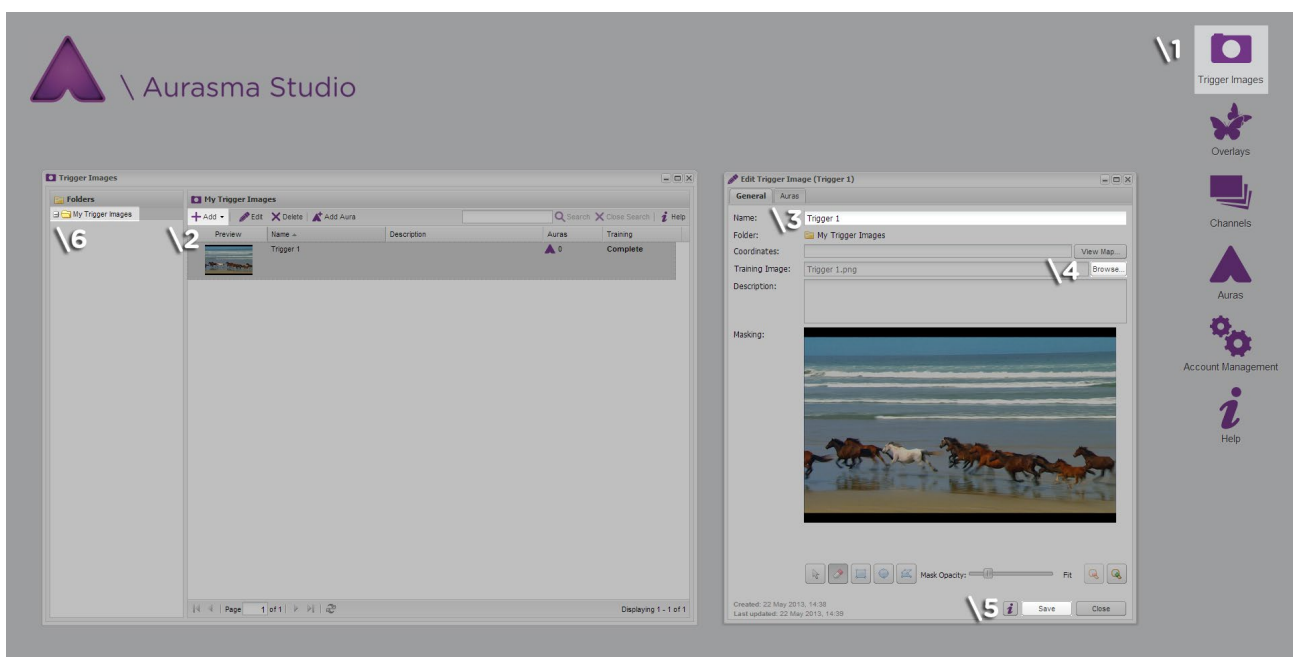 \ Aurasma Studio
\1
Trigger Images
Overlays
Channels
Auras
Account Management
Help
Trigger Images
Folders
My Trigger Images
\6
My Trigger Images
\2
Add
Edit
Delete
Add Aura
Search
Close Search
Help
Preview
Name
Description
Auras
Training
Trigger 1
0
Complete
Page 1 of 1
Displaying 1 - 1 of 1
Edit Trigger Image (Trigger 1)
General
Auras
Name:
\3
Trigger 1
Folder:
My Trigger Images
Coordinates:
View Map...
Training Image:
Trigger 1.png
\4
Browse...
Description:
Masking:
Mask Opacity:
Fit
Created: 22 May 2013, 14:38
Last updated: 22 May 2013, 14:39
\5
Save
Close